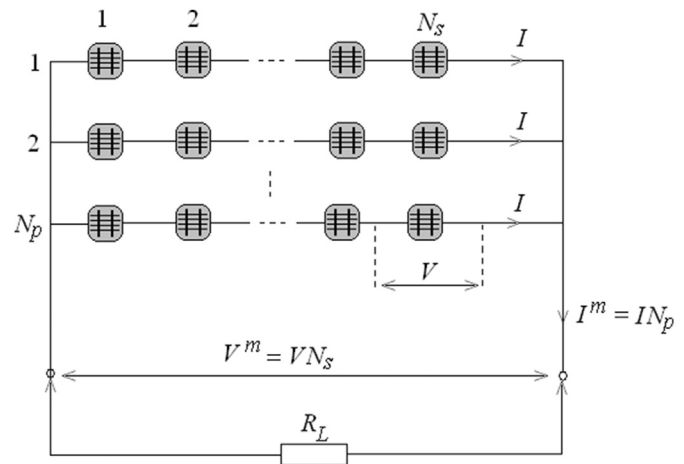 1 2 N_s
1 I
2 I
N_p I
V
I^m = IN_p
V^m = VN_s
R_L